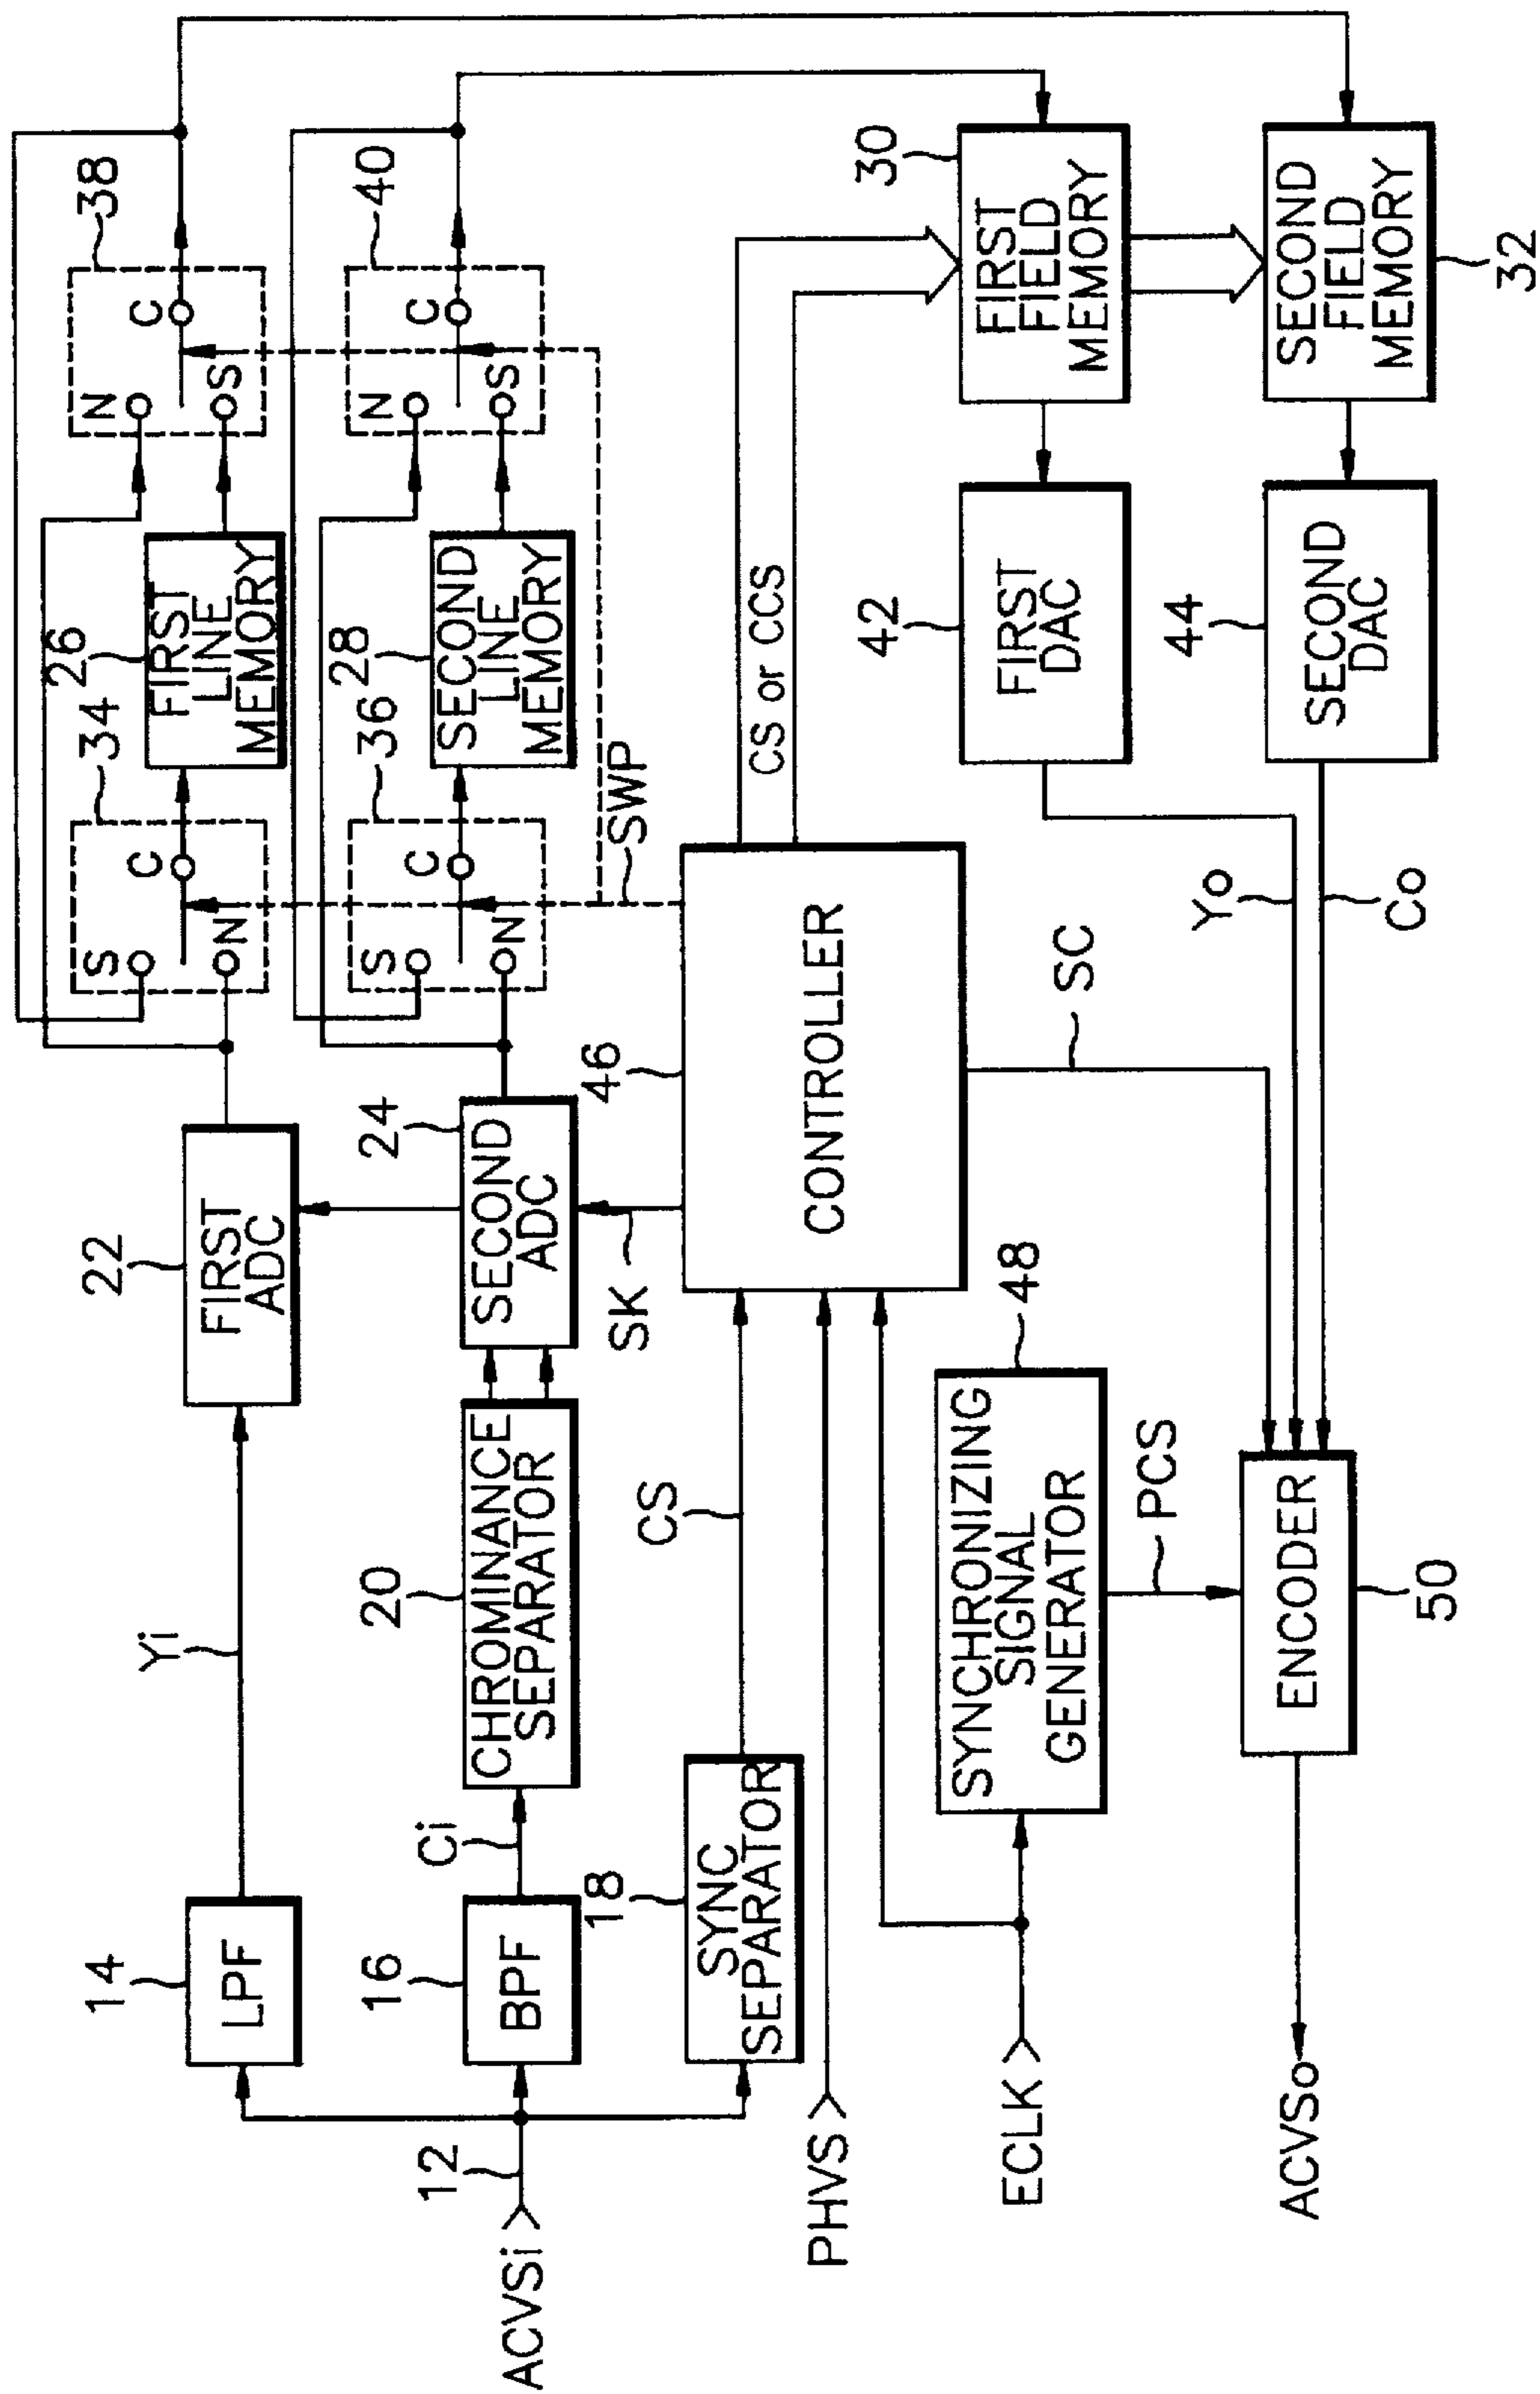 38
N
C
S
26
FIRST
LINE
MEMORY
34
S
C
N
22
FIRST
ADC
Yi
14
LPF
40
N
C
S
28
SECOND
LINE
MEMORY
36
S
C
N
24
SECOND
ADC
20
CHROMINANCE
SEPARATOR
Ci
16
BPF
12
ACVSi
SWP
SK
46
CONTROLLER
CS
18
SYNC
SEPARATOR
PHVS
CS or CCS
30
FIRST
FIELD
MEMORY
42
FIRST
DAC
48
SYNCHRONIZING
SIGNAL
GENERATOR
ECLK
SC
PCS
SECOND
FIELD
MEMORY
32
44
SECOND
DAC
Yo
Co
ENCODER
50
ACVSo